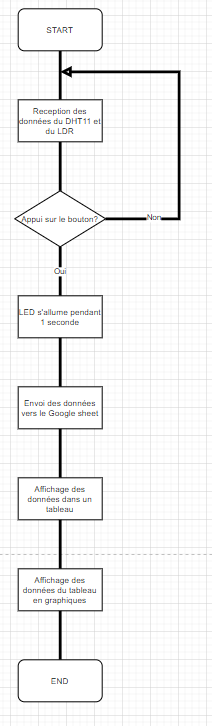 START
Reception des
données du DHT11 et
du LDR
Appui sur le bouton?
Non
Oui
LED s'allume pendant
1 seconde
Envoi des données
vers le Google sheet
Affichage des
données dans un
tableau
Affichage des
données du tableau
en graphiques
END